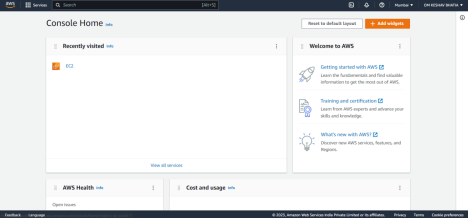 aws
Services
Search
[Alt+S]
Mumbai
OM KESHAV BHATIA
Console Home Info
Reset to default layout
+ Add widgets
Recently visited Info
EC2
View all services
Welcome to AWS
Getting started with AWS
Learn the fundamentals and find valuable
information to get the most out of AWS.
Training and certification
Learn from AWS experts and advance your
skills and knowledge.
What's new with AWS?
Discover new AWS services, features, and
Regions
AWS Health Info
Open issues
Cost and usage Info
Feedback
Language
© 2023, Amazon Web Services India Private Limited or its affiliates.
Privacy
Terms
Cookie preferences